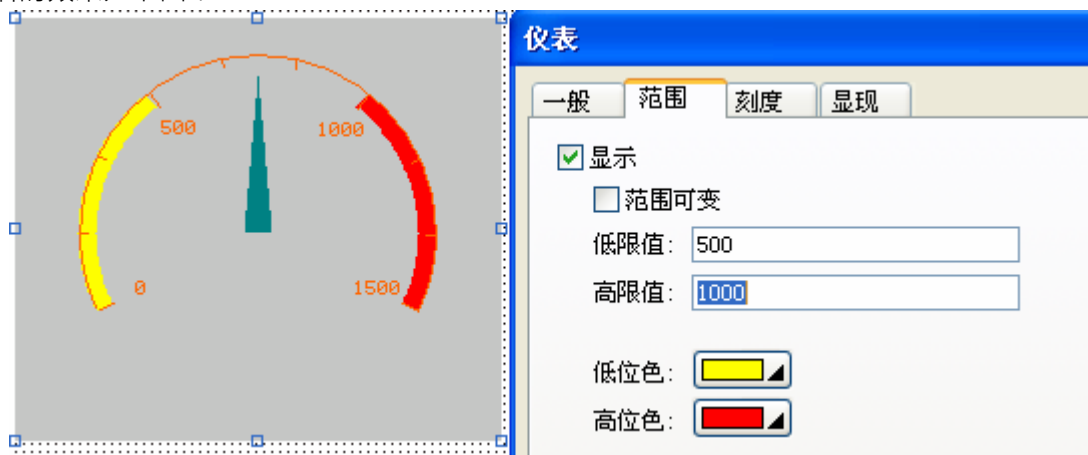 仪表
一般 范围 刻度 显现
显示
范围可变
低限值: 500
高限值: 1000
低位色:
高位色:
500 1000
0 1500